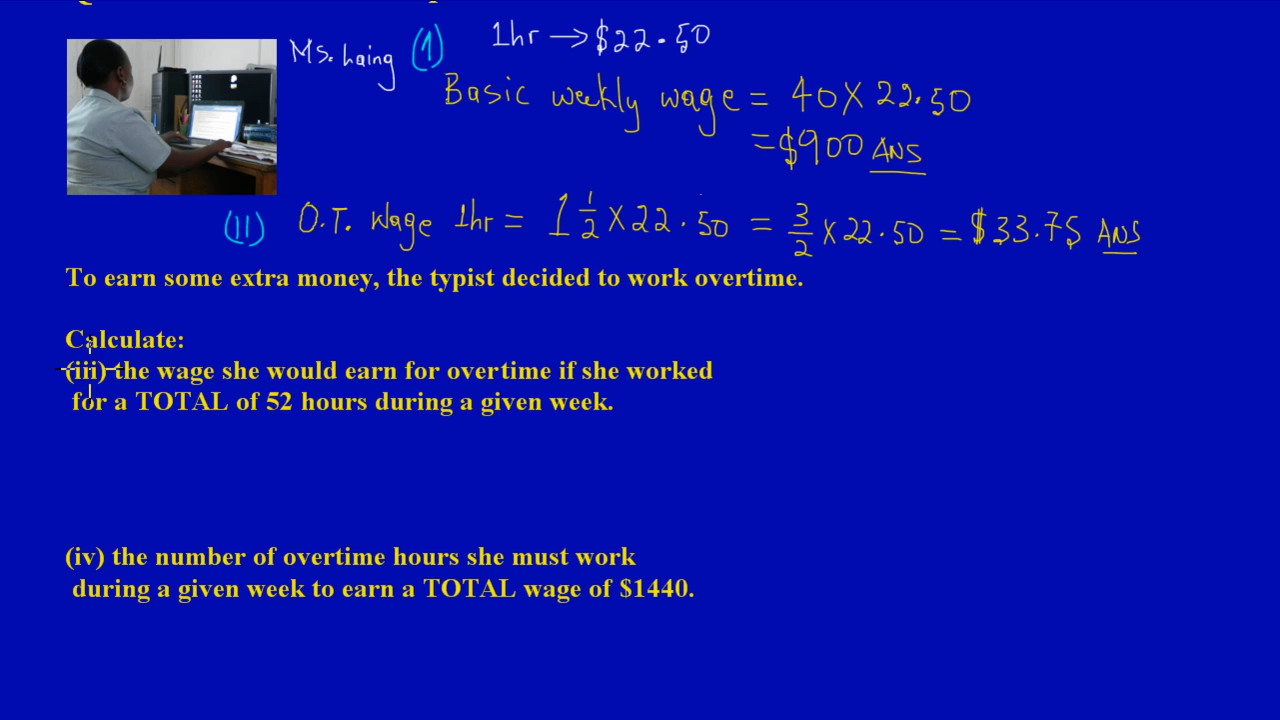 1hr → $22.50
Ms. haing (I)
Basic weekly wage = 40 X 22.50
= $900 ANS
(II) O.T. Wage 1hr = 1 1/2 X 22.50 = 3/2 X 22.50 = $33.75 ANS
To earn some extra money, the typist decided to work overtime.
Calculate:
(iii) the wage she would earn for overtime if she worked
for a TOTAL of 52 hours during a given week.
(iv) the number of overtime hours she must work
during a given week to earn a TOTAL wage of $1440.